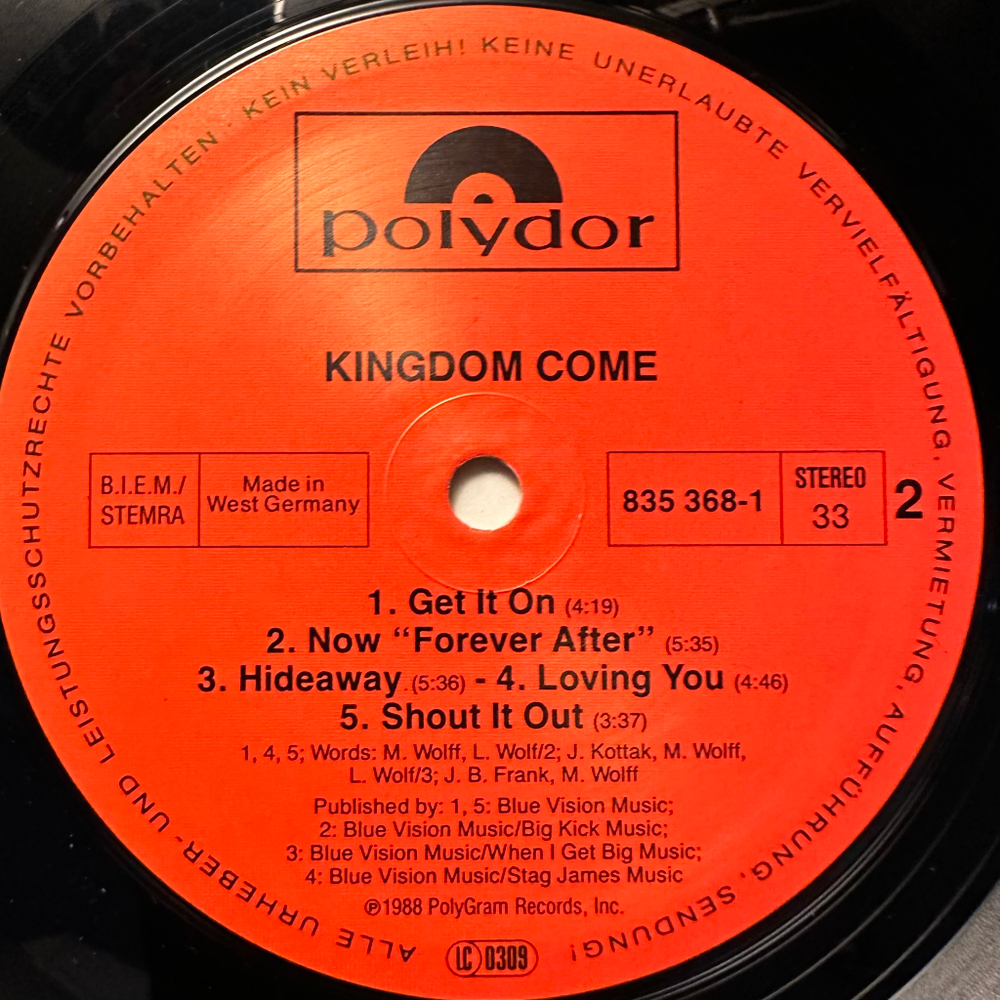 ALLE URHEBER- UND LEISTUNGSSCHUTZRECHTE VORBEHALTEN · KEIN VERLEIH! KEINE UNERLAUBTE VERVIELFÄLTIGUNG, VERMIETUNG, AUFFÜHRUNG, SENDUNG!
polydor
KINGDOM COME
B.I.E.M./
STEMRA
Made in
West Germany
835 368-1
STEREO
33
2
1. Get It On (4:19)
2. Now “Forever After” (5:35)
3. Hideaway (5:36) - 4. Loving You (4:46)
5. Shout It Out (3:37)
1, 4, 5; Words: M. Wolff, L. Wolf/2; J. Kottak, M. Wolff,
L. Wolf/3; J. B. Frank, M. Wolff
Published by: 1, 5: Blue Vision Music;
2: Blue Vision Music/Big Kick Music;
3: Blue Vision Music/When I Get Big Music;
4: Blue Vision Music/Stag James Music
℗1988 PolyGram Records, Inc.
LC 0309